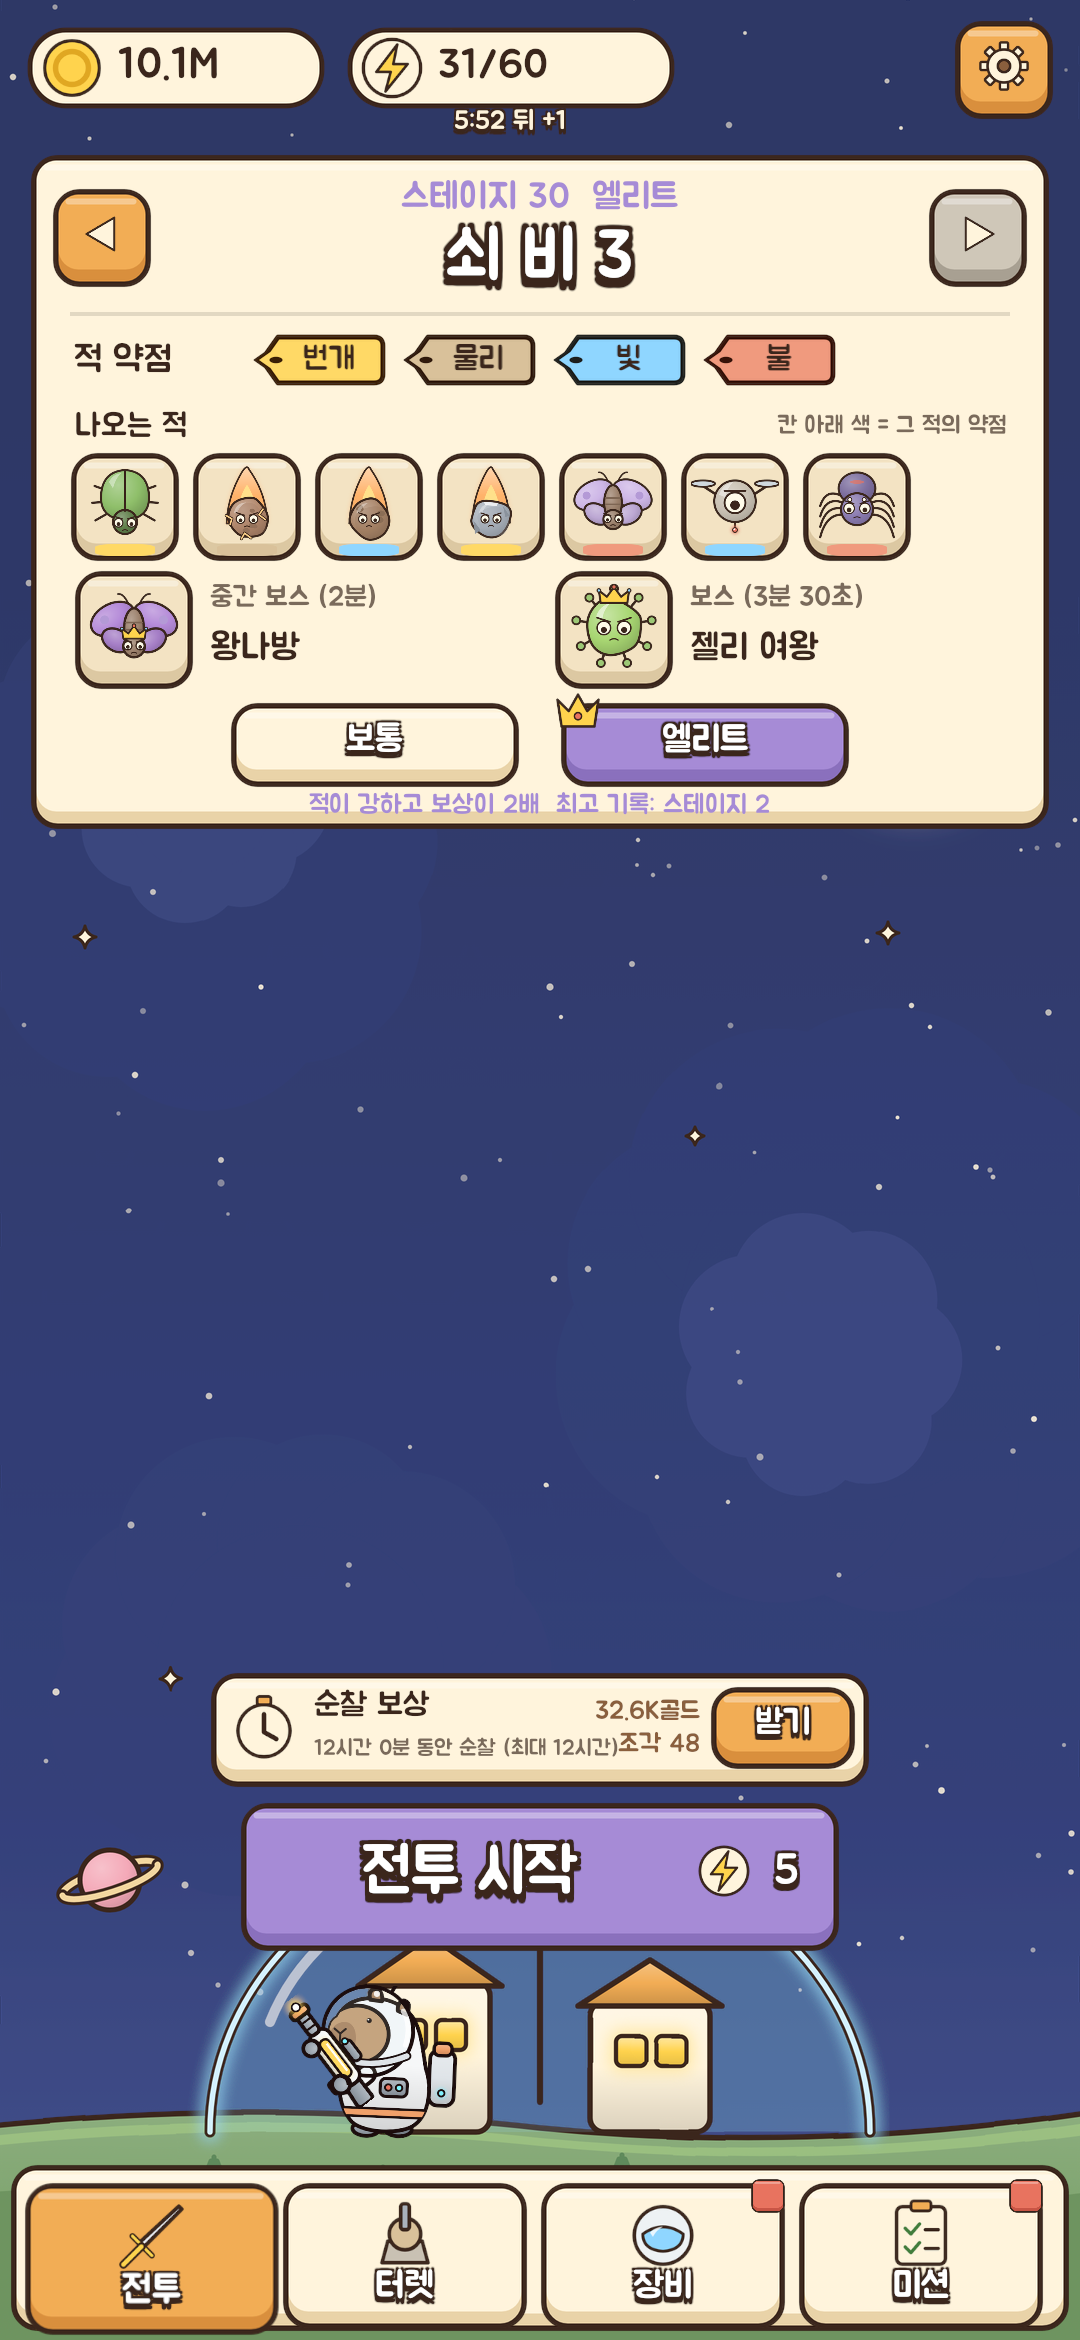 10.1M
31/60
5:52 뒤 +1
스테이지 30 엘리트
쇠 비 3
적 약점
번개
물리
빛
불
나오는 적
칸 아래 색 = 그 적의 약점
중간 보스 (2분)
왕나방
보스 (3분 30초)
젤리 여왕
보통
엘리트
적이 강하고 보상이 2배 최고 기록: 스테이지 2
순찰 보상
32.6K골드
12시간 0분 동안 순찰 (최대 12시간)
조각 48
받기
전투 시작
5
전투
터렛
장비
미션